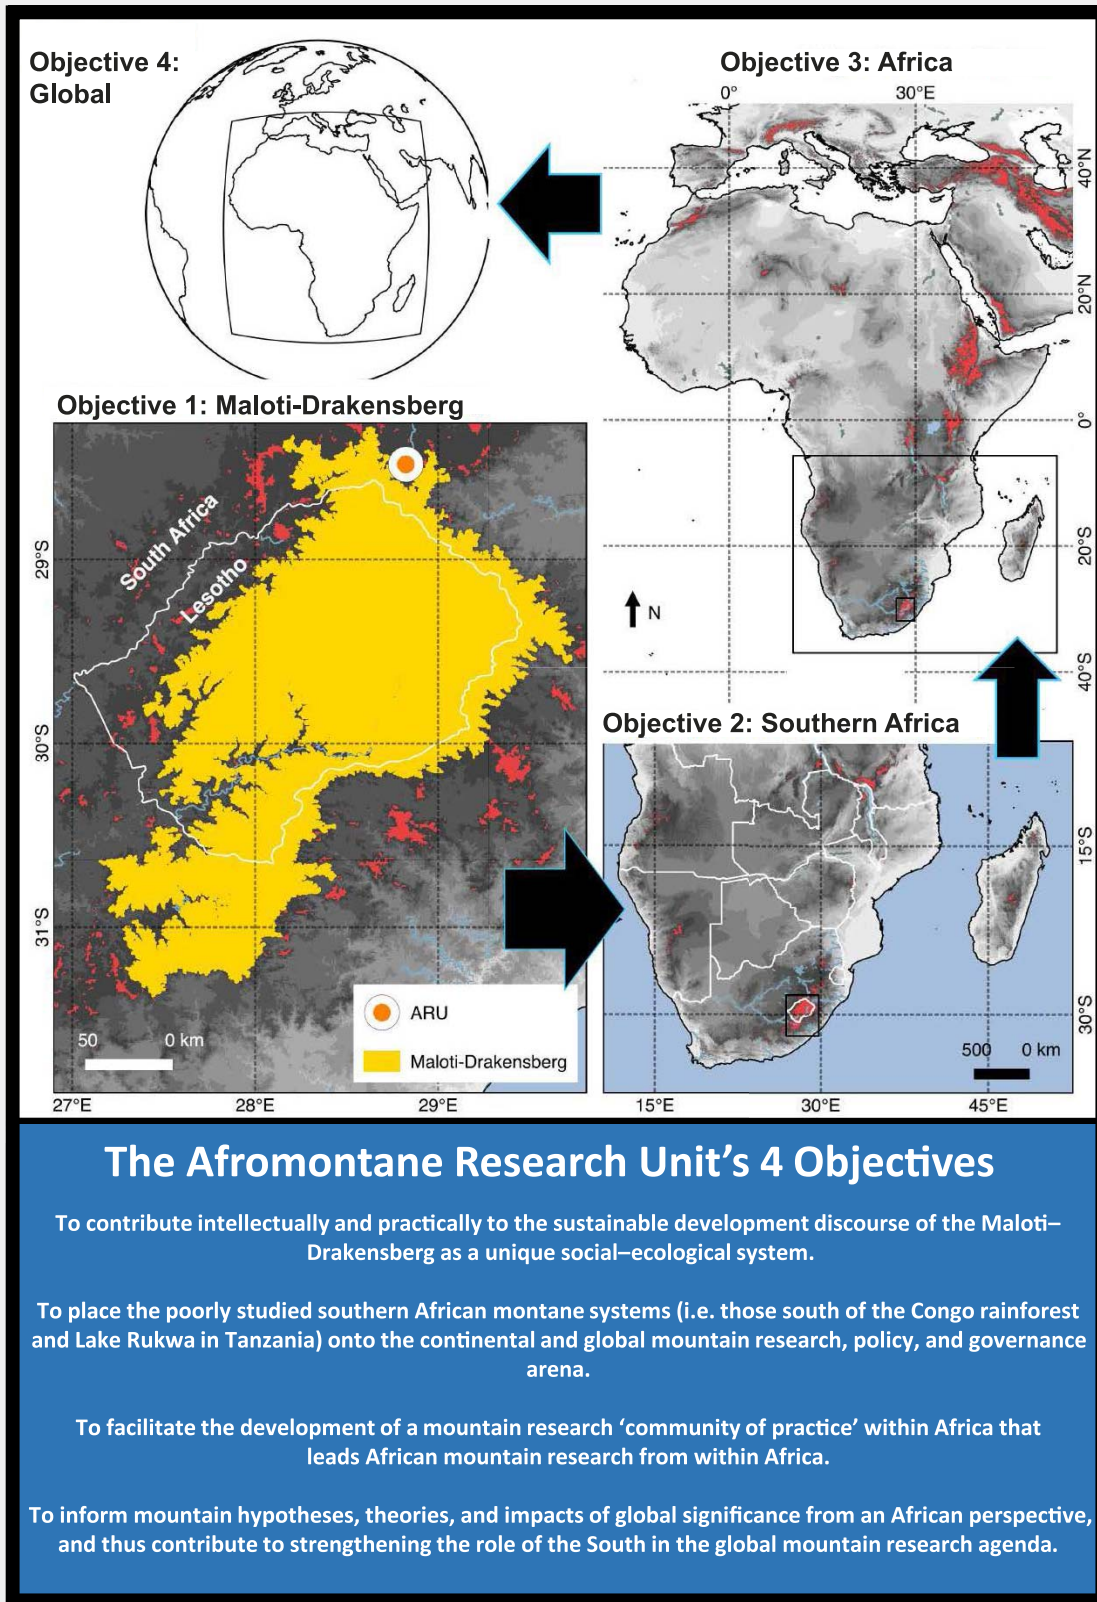 Objective 4:
Global
Objective 3: Africa
0°
30°E
40°N
20°N
0°
20°S
40°S
N
Objective 1: Maloti-Drakensberg
South Africa
Lesotho
29°S
30°S
31°S
50 0 km
ARU
Maloti-Drakensberg
27°E
28°E
29°E
Objective 2: Southern Africa
15°S
30°S
500 0 km
15°E
30°E
45°E
The Afromontane Research Unit's 4 Objectives
To contribute intellectually and practically to the sustainable development discourse of the Maloti–
Drakensberg as a unique social–ecological system.
To place the poorly studied southern African montane systems (i.e. those south of the Congo rainforest
and Lake Rukwa in Tanzania) onto the continental and global mountain research, policy, and governance
arena.
To facilitate the development of a mountain research ‘community of practice’ within Africa that
leads African mountain research from within Africa.
To inform mountain hypotheses, theories, and impacts of global significance from an African perspective,
and thus contribute to strengthening the role of the South in the global mountain research agenda.